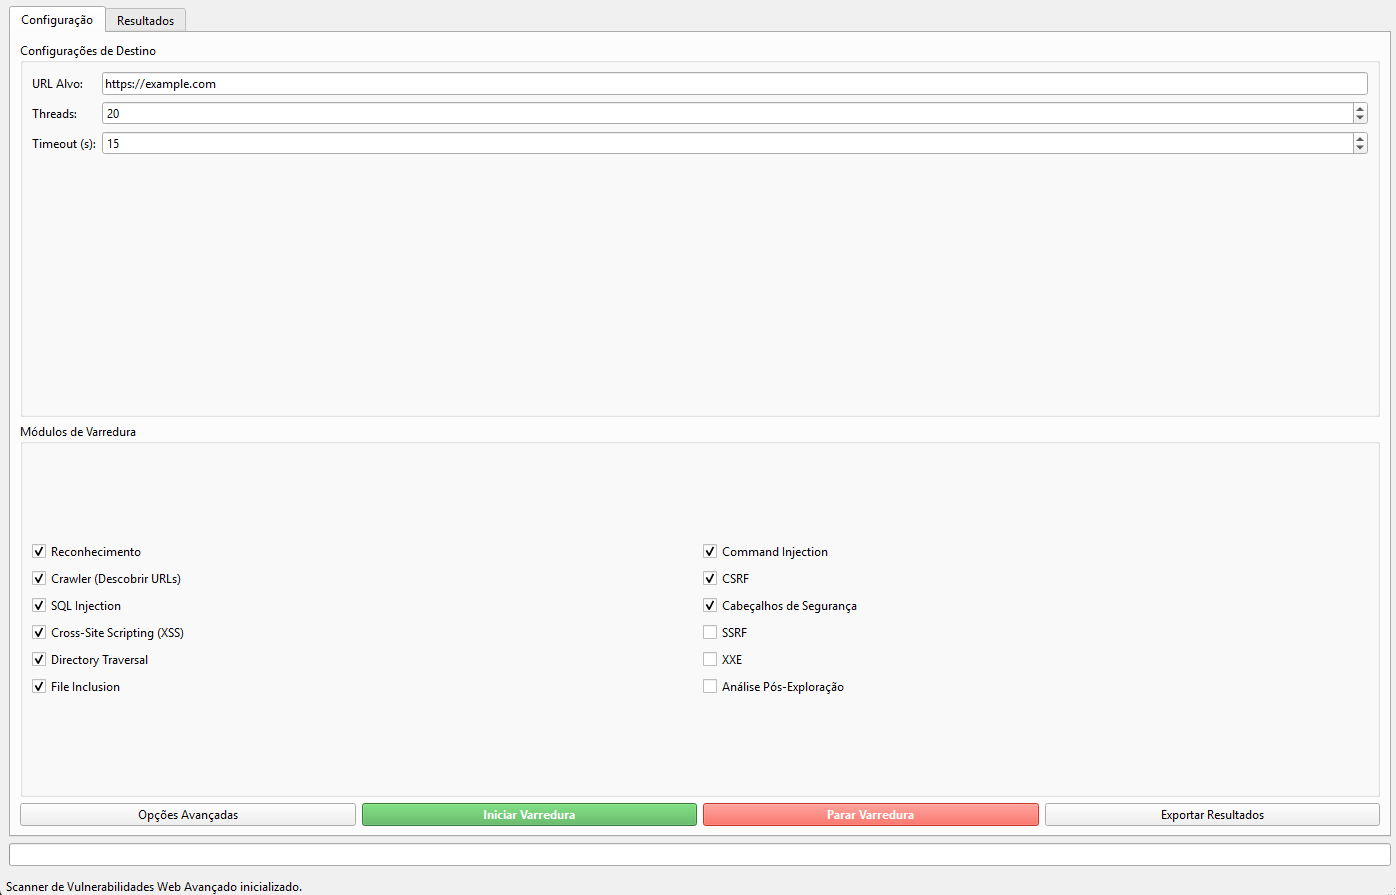 Configuração Resultados
Configurações de Destino
URL Alvo: https://example.com
Threads: 20
Timeout (s): 15
Módulos de Varredura
Reconhecimento
Crawler (Descobrir URLs)
SQL Injection
Cross-Site Scripting (XSS)
Directory Traversal
File Inclusion
Command Injection
CSRF
Cabeçalhos de Segurança
SSRF
XXE
Análise Pós-Exploração
Opções Avançadas Iniciar Varredura Parar Varredura Exportar Resultados
Scanner de Vulnerabilidades Web Avançado inicializado.